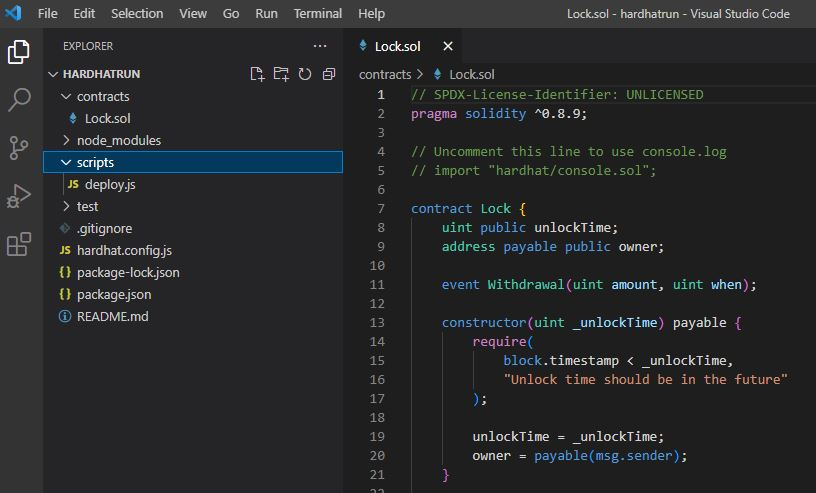 File Edit Selection View Go Run Terminal Help
Lock.sol - hardhatrun - Visual Studio Code
EXPLORER
HARDHATRUN
contracts
Lock.sol
node_modules
scripts
JS deploy.js
test
.gitignore
JS hardhat.config.js
{} package-lock.json
{} package.json
README.md
Lock.sol
contracts > Lock.sol
1 // SPDX-License-Identifier: UNLICENSED
2 pragma solidity ^0.8.9;
3
4 // Uncomment this line to use console.log
5 // import "hardhat/console.sol";
6
7 contract Lock {
8 uint public unlockTime;
9 address payable public owner;
10
11 event Withdrawal(uint amount, uint when);
12
13 constructor(uint _unlockTime) payable {
14 require(
15 block.timestamp < _unlockTime,
16 "Unlock time should be in the future"
17 );
18
19 unlockTime = _unlockTime;
20 owner = payable(msg.sender);
21 }
22